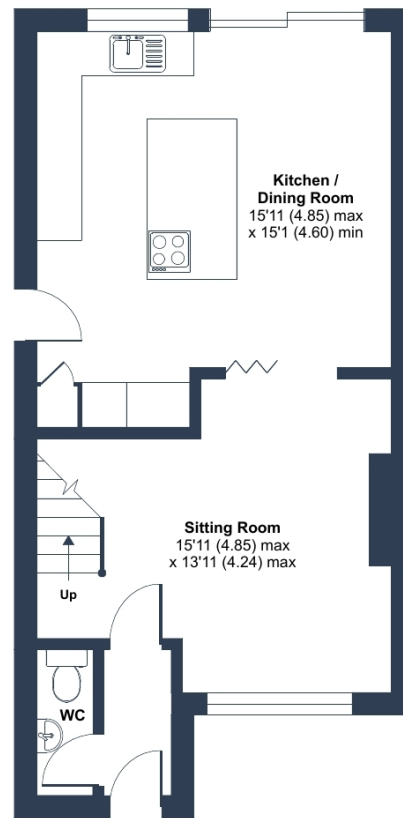 Kitchen /
Dining Room
15'11 (4.85) max
x 15'1 (4.60) min
Sitting Room
15'11 (4.85) max
x 13'11 (4.24) max
Up
WC